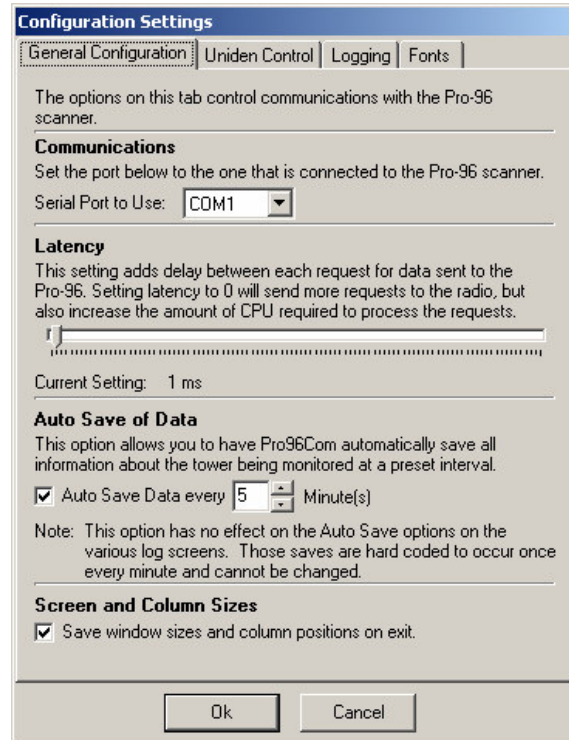 Configuration Settings
General Configuration Uniden Control Logging Fonts
The options on this tab control communications with the Pro-96
scanner.
Communications
Set the port below to the one that is connected to the Pro-96 scanner.
Serial Port to Use: COM1
Latency
This setting adds delay between each request for data sent to the
Pro-96. Setting latency to 0 will send more requests to the radio, but
also increase the amount of CPU required to process the requests.
Current Setting: 1 ms
Auto Save of Data
This option allows you to have Pro96Com automatically save all
information about the tower being monitored at a preset interval.
Auto Save Data every 5 Minute(s)
Note: This option has no effect on the Auto Save options on the
various log screens. Those saves are hard coded to occur once
every minute and cannot be changed.
Screen and Column Sizes
Save window sizes and column positions on exit.
Ok Cancel